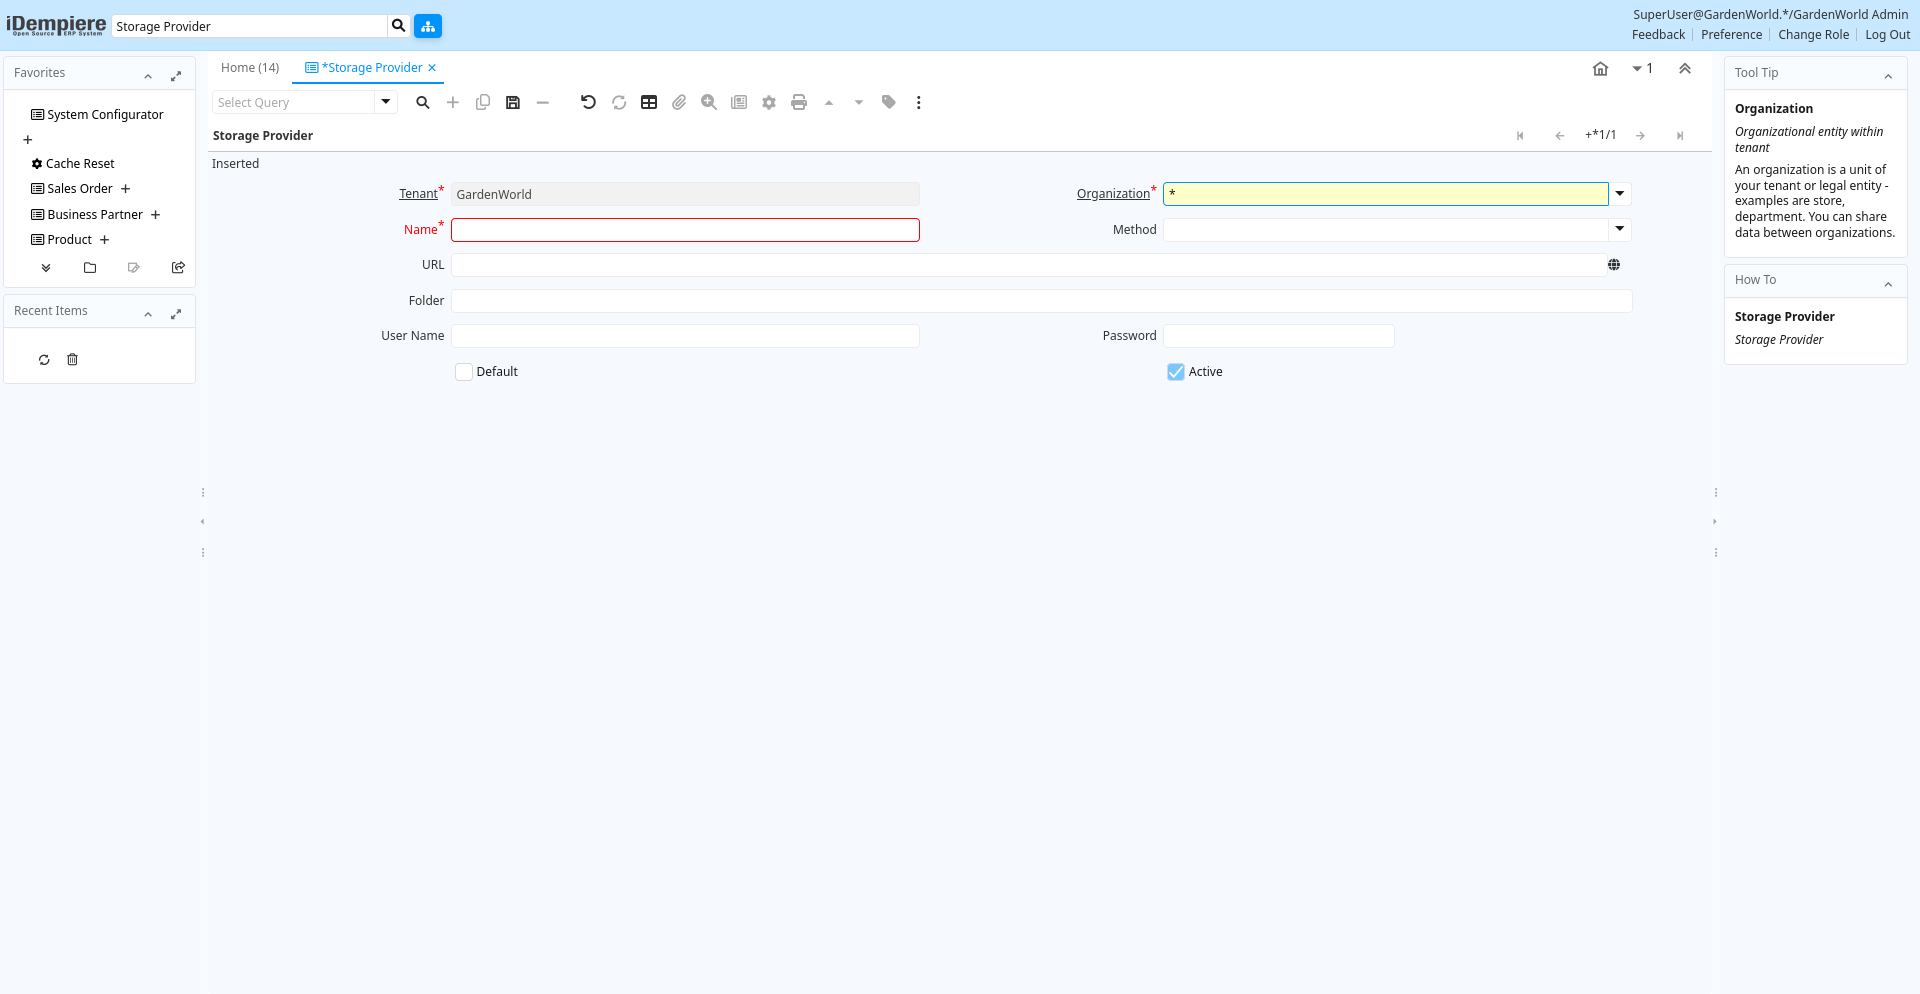 iDempiere
Open Source ERP System
Storage Provider
SuperUser@GardenWorld.*/GardenWorld Admin
Feedback
Preference
Change Role
Log Out
Favorites
System Configurator
Cache Reset
Sales Order
Business Partner
Product
Recent Items
Home (14)
*Storage Provider
1
Select Query
Storage Provider
+*1/1
Inserted
Tenant*
GardenWorld
Organization*
*
Name*
Method
URL
Folder
User Name
Password
Default
Active
Tool Tip
Organization
Organizational entity within
tenant
An organization is a unit of
your tenant or legal entity -
examples are store,
department. You can share
data between organizations.
How To
Storage Provider
Storage Provider